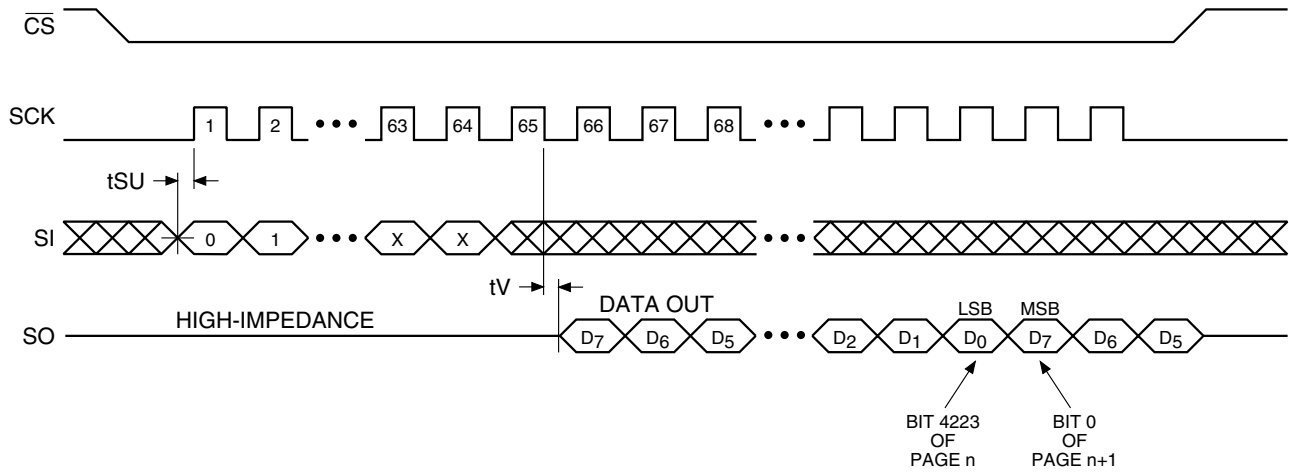 CS
SCK
1 2 ••• 63 64 65 66 67 68 •••
tSU
SI
0 1 ••• X X •••
tV
DATA OUT
HIGH-IMPEDANCE
LSB MSB
SO
D7 D6 D5 ••• D2 D1 D0 D7 D6 D5
BIT 4223
OF
PAGE n
BIT 0
OF
PAGE n+1